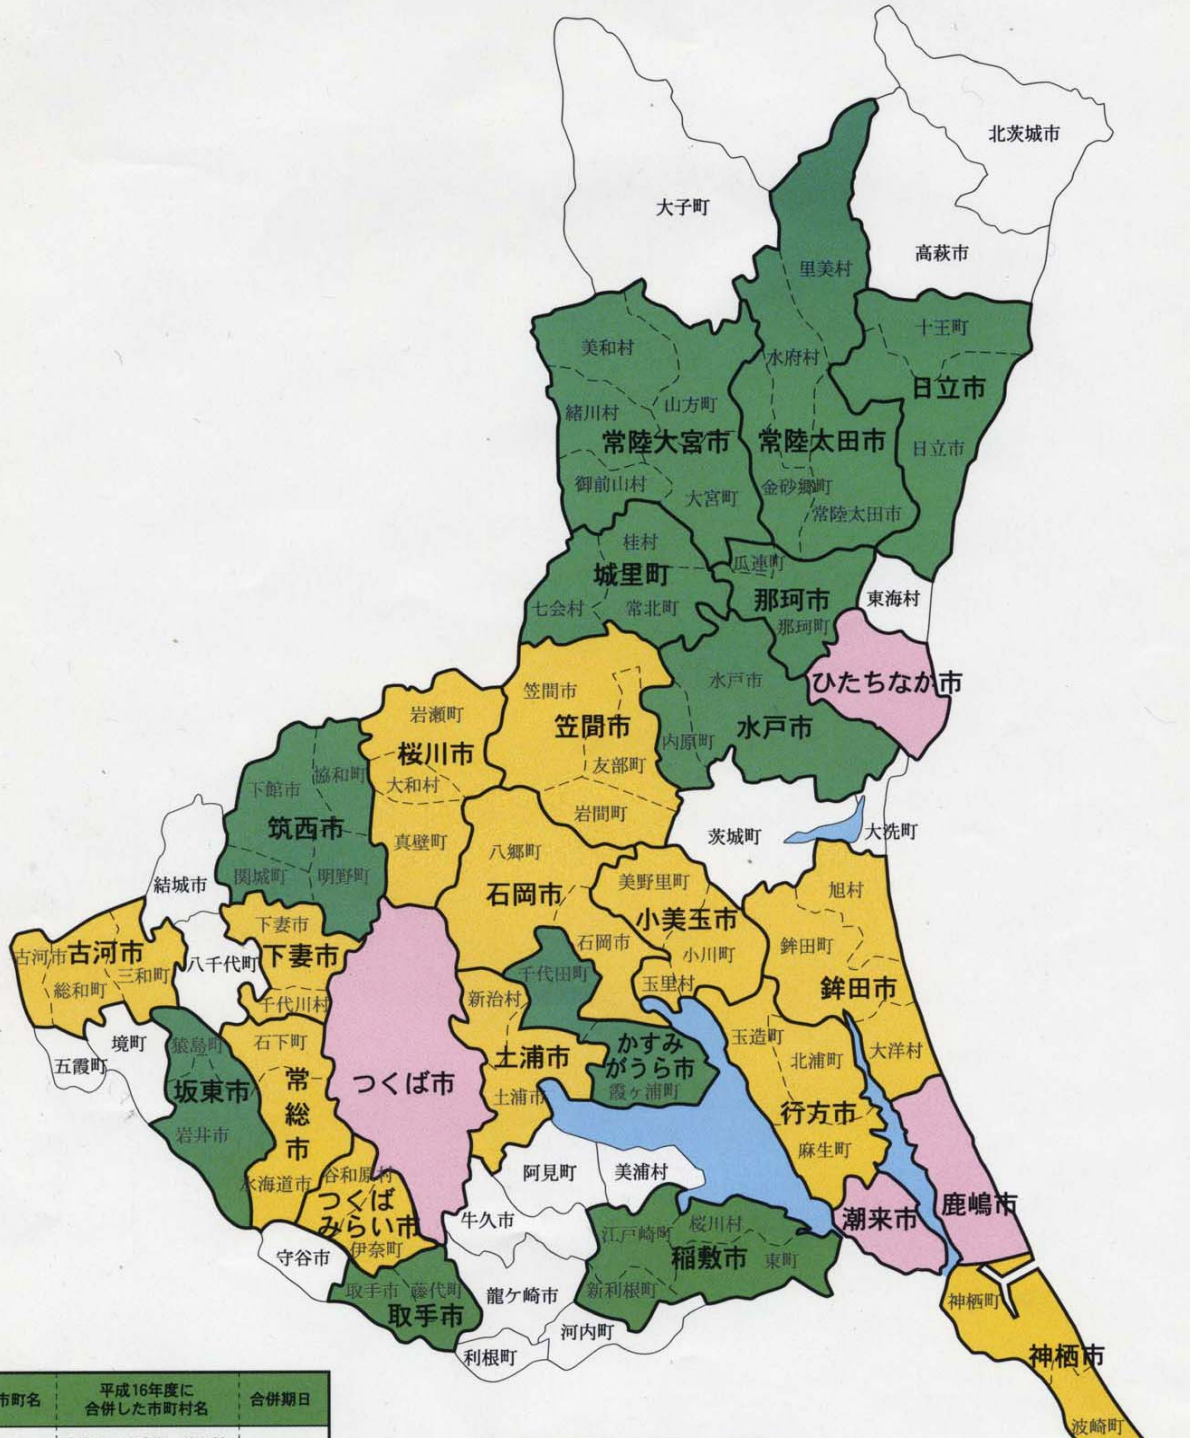 北茨城市
大子町
高萩市
里美村
十王町
美和村
水府村
日立市
緒川村
山方町
常陸大宮市
常陸太田市
日立市
御前山村
大宮町
金砂郷町
常陸太田市
桂村
瓜連町
城里町
那珂市
東海村
七会村
常北町
那珂町
ひたちなか市
水戸市
笠間市
岩瀬町
笠間市
水戸市
内原町
桜川市
友部町
協和町
大和村
下館市
岩間町
筑西市
茨城町
大洗町
真壁町
八郷町
関城町
明野町
結城市
美野里町
旭村
石岡市
小美玉市
下妻市
石岡市
鉾田町
古河市
古河市
下妻市
小川町
八千代町
三和町
千代田町
玉里村
総和町
鉾田市
千代川村
新治村
玉造町
猿島町
石下町
境町
かすみ
がうら市
大洋村
五霞町
土浦市
北浦町
坂東市
常総市
つくば市
霞ヶ浦町
土浦市
行方市
岩井市
麻生町
阿見町
美浦村
水海道市
谷和原村
鹿嶋市
つくば
みらい市
牛久市
潮来市
江戸崎町
桜川村
伊奈町
守谷市
稲敷市
東町
取手市
藤代町
龍ケ崎市
新利根町
神栖町
取手市
河内町
利根町
神栖市
波崎町
市町名
平成16年度に
合併した市町村名
合併期日